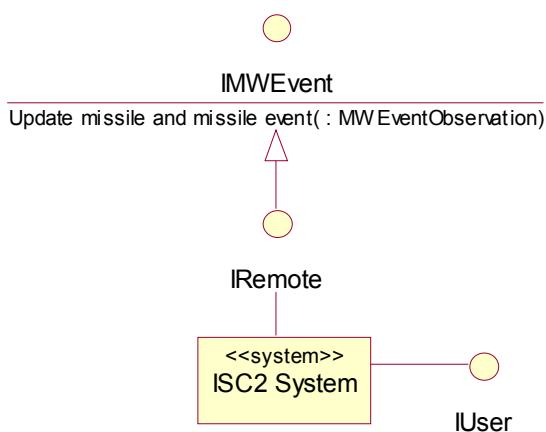 IMWEvent
Update missile and missile event( : MWEventObservation)
IRemote
<<system>>
ISC2 System
IUser